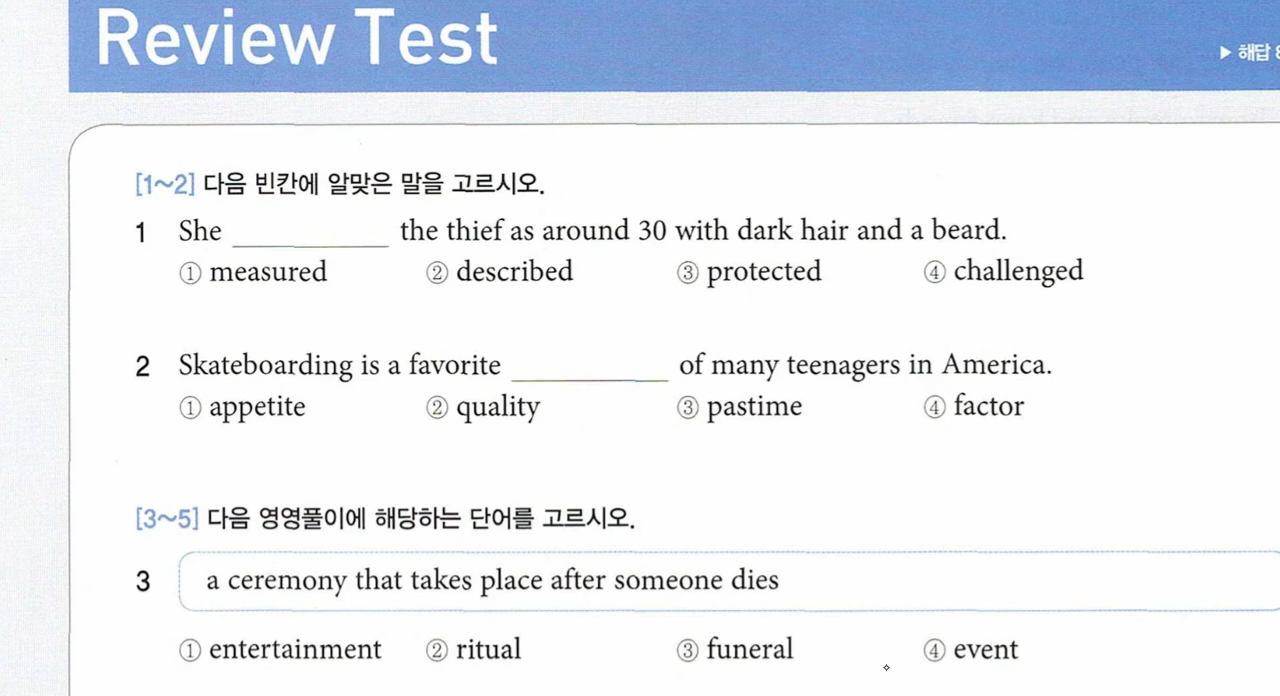 Review Test
▶ 해답
[1~2] 다음 빈칸에 알맞은 말을 고르시오.
1 She __________ the thief as around 30 with dark hair and a beard.
① measured ② described ③ protected ④ challenged
2 Skateboarding is a favorite __________ of many teenagers in America.
① appetite ② quality ③ pastime ④ factor
[3~5] 다음 영영풀이에 해당하는 단어를 고르시오.
3 a ceremony that takes place after someone dies
① entertainment ② ritual ③ funeral ④ event